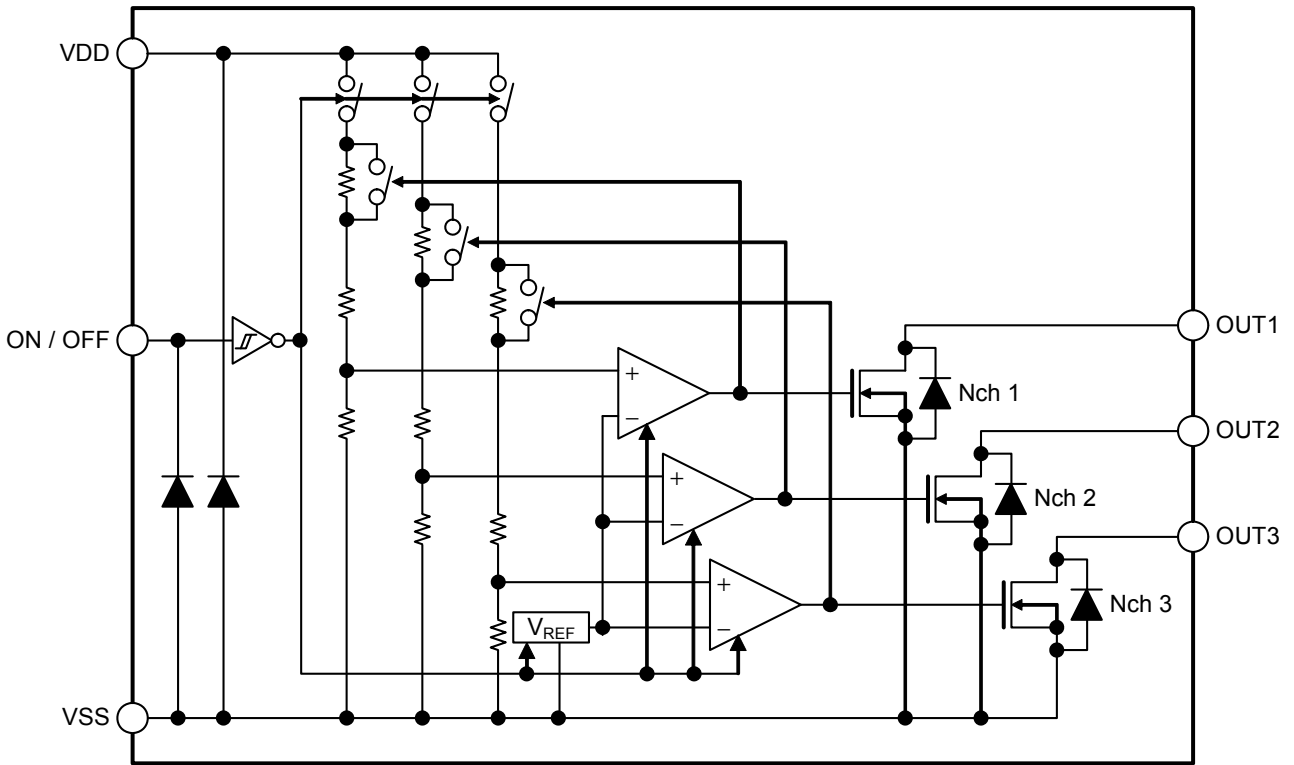 VDD
ON / OFF
VSS
+
−
+
−
+
−
VREF
Nch 1
Nch 2
Nch 3
OUT1
OUT2
OUT3